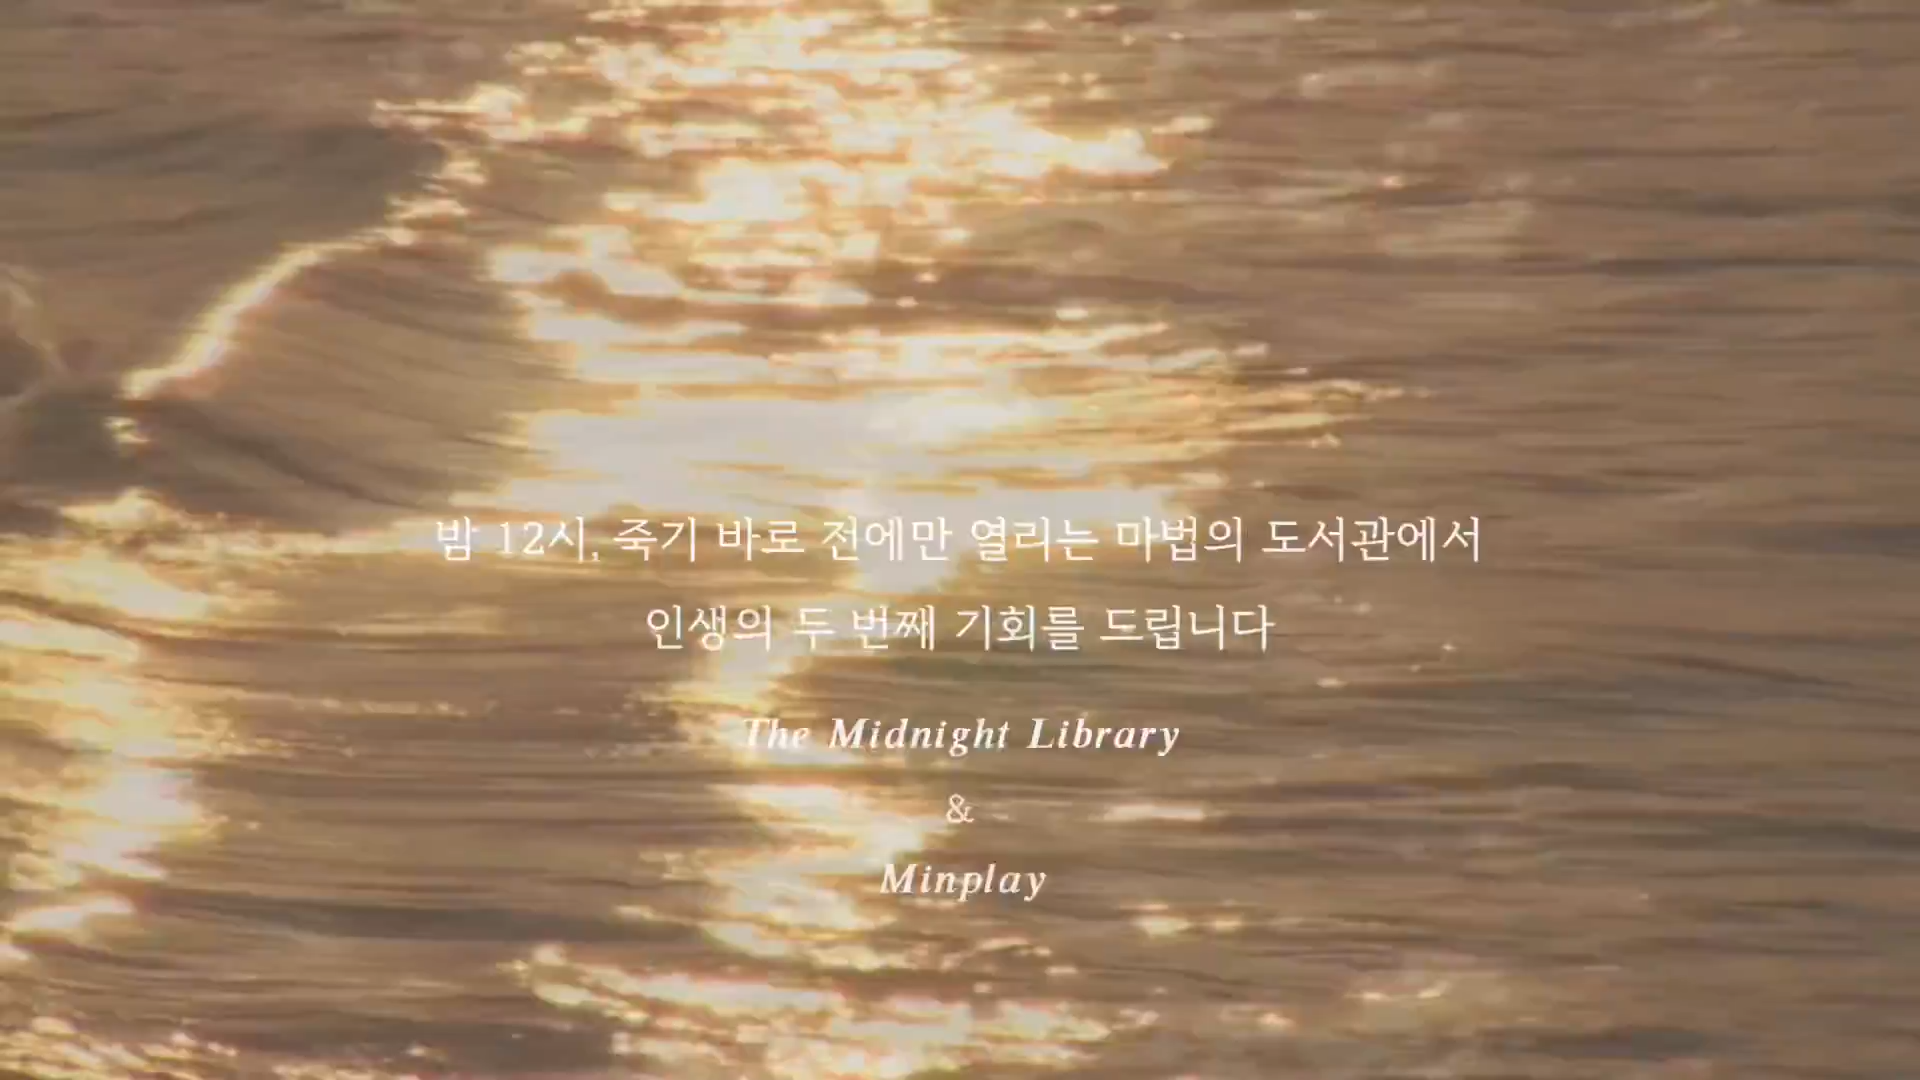 밤 12시, 죽기 바로 전에만 열리는 마법의 도서관에서
인생의 두 번째 기회를 드립니다
The Midnight Library
&
Minplay